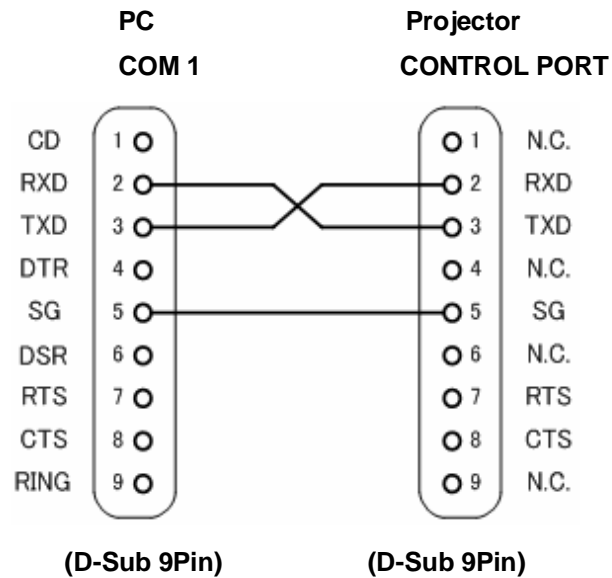 PC Projector
COM 1 CONTROL PORT
CD 1 1 N.C.
RXD 2 2 RXD
TXD 3 3 TXD
DTR 4 4 N.C.
SG 5 5 SG
DSR 6 6 N.C.
RTS 7 7 RTS
CTS 8 8 CTS
RING 9 9 N.C.
(D-Sub 9Pin) (D-Sub 9Pin)